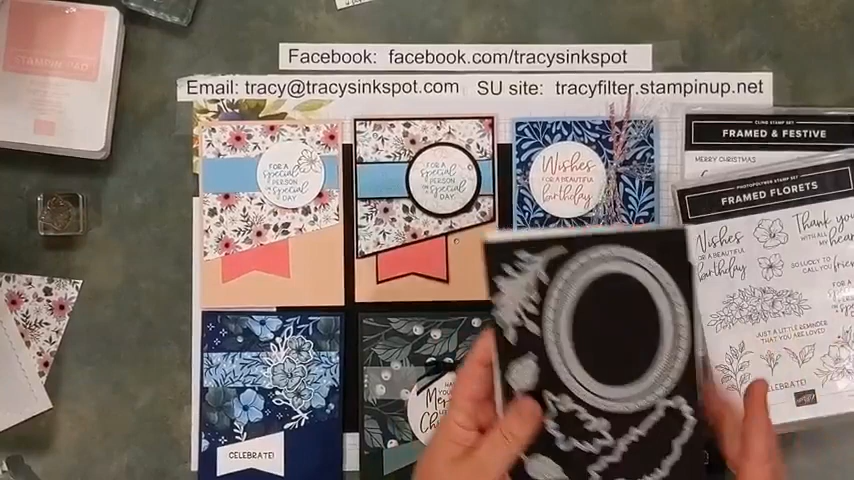 STAMPIN' PAD
Facebook: facebook.com/tracysinkspot
Email: tracy@tracysinkspot.com SU site: tracyfilter.stampinup.net
CLING STAMP SET
FRAMED & FESTIVE
MERRY CHRISTMAS
PHOTOPOLYMER STAMP SET
FRAMED FLORETS
Wishes
FOR A BEAUTIFUL
birthday
Thank you
WITH ALL MY
heart
SO LUCKY TO
CALL YOU
JUST A LITTLE REMINDER
THAT YOU ARE LOVED
FOR A
special
PERSON
ON A
special
DAY
FOR A
special
PERSON
ON A
special
DAY
Wishes
FOR A BEAUTIFUL
birthday
CELEBRATE!